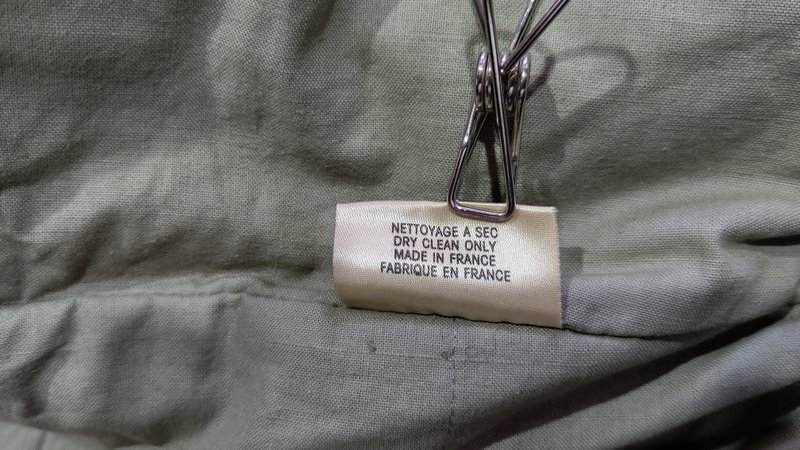 NETTOYAGE A SEC
DRY CLEAN ONLY
MADE IN FRANCE
FABRIQUE EN FRANCE